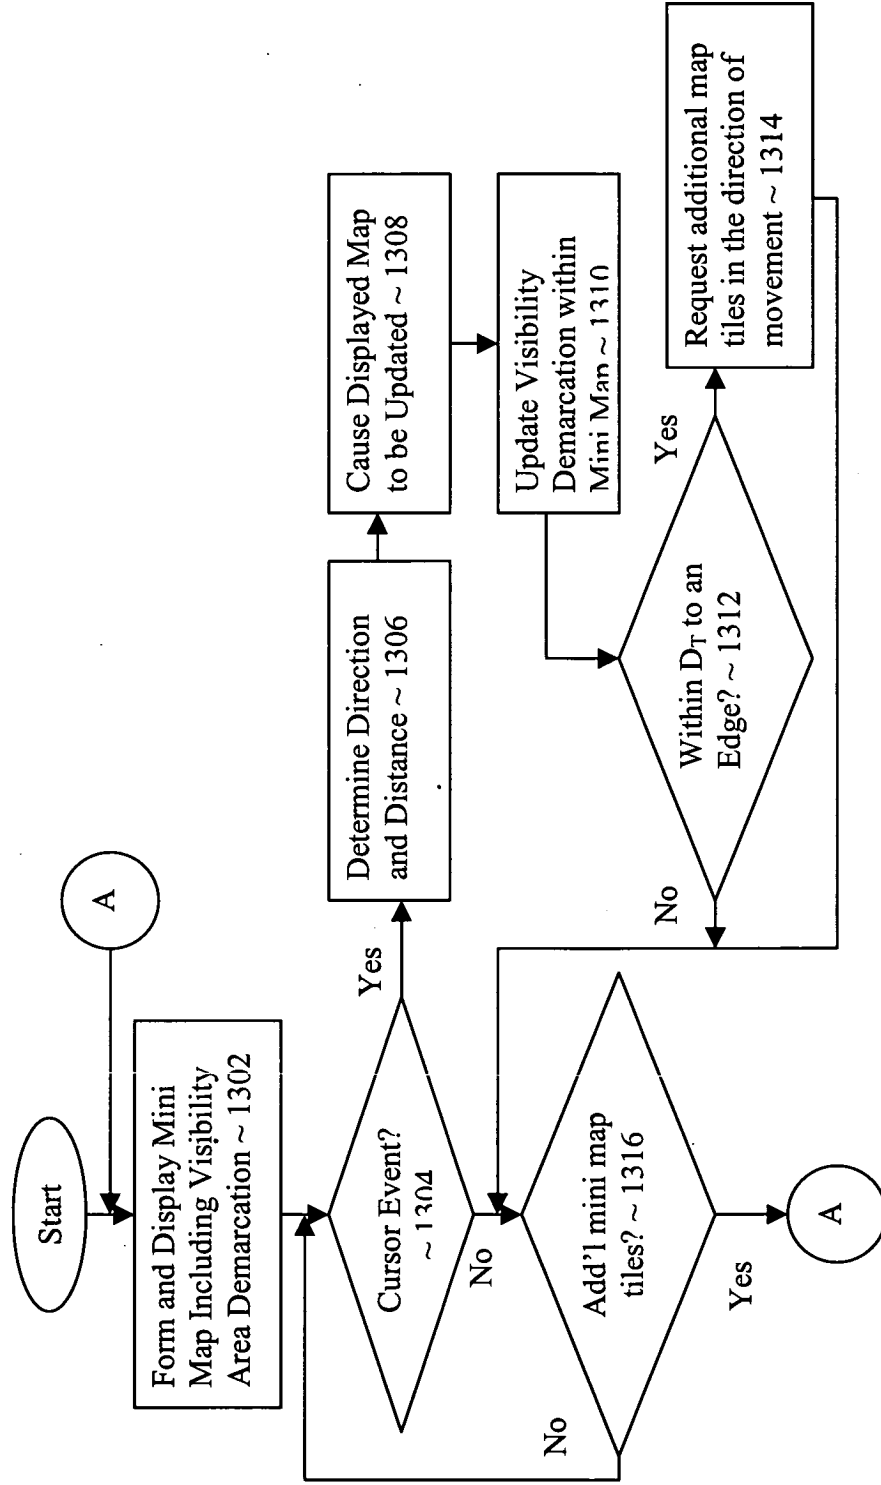 Start
A
Form and Display Mini
Map Including Visibility
Area Demarcation ~ 1302
Cursor Event?
~ 1304
Yes
No
Determine Direction
and Distance ~ 1306
Cause Displayed Map
to be Updated ~ 1308
Update Visibility
Demarcation within
Mini Map ~ 1310
Within DT to an
Edge? ~ 1312
Yes
No
Request additional map
tiles in the direction of
movement ~ 1314
Add'l mini map
tiles? ~ 1316
No
Yes
A